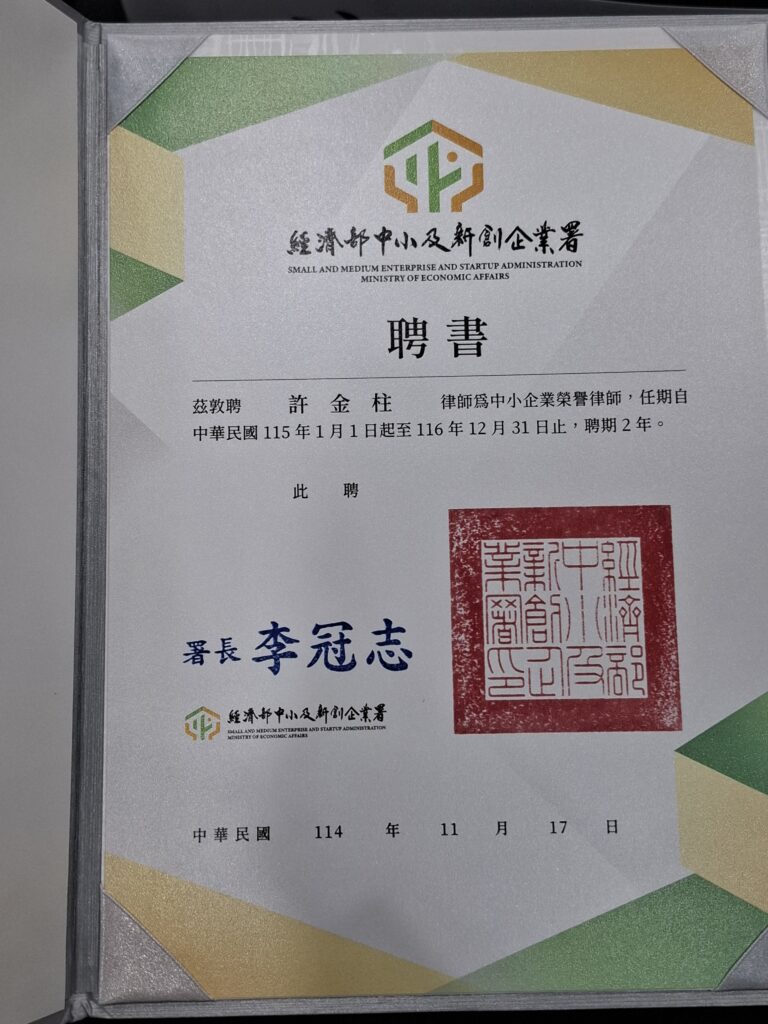 經濟部中小及新創企業署
SMALL AND MEDIUM ENTERPRISE AND STARTUP ADMINISTRATION
MINISTRY OF ECONOMIC AFFAIRS
聘書
茲敦聘 許金柱 律師為中小企業榮譽律師，任期自
中華民國 115 年 1 月 1 日起至 116 年 12 月 31 日止，聘期 2 年。
此聘
經濟部
中小及
新創企
業署印
署長 李冠志
經濟部中小及新創企業署
SMALL AND MEDIUM ENTERPRISE AND STARTUP ADMINISTRATION
MINISTRY OF ECONOMIC AFFAIRS
中華民國 114 年 11 月 17 日